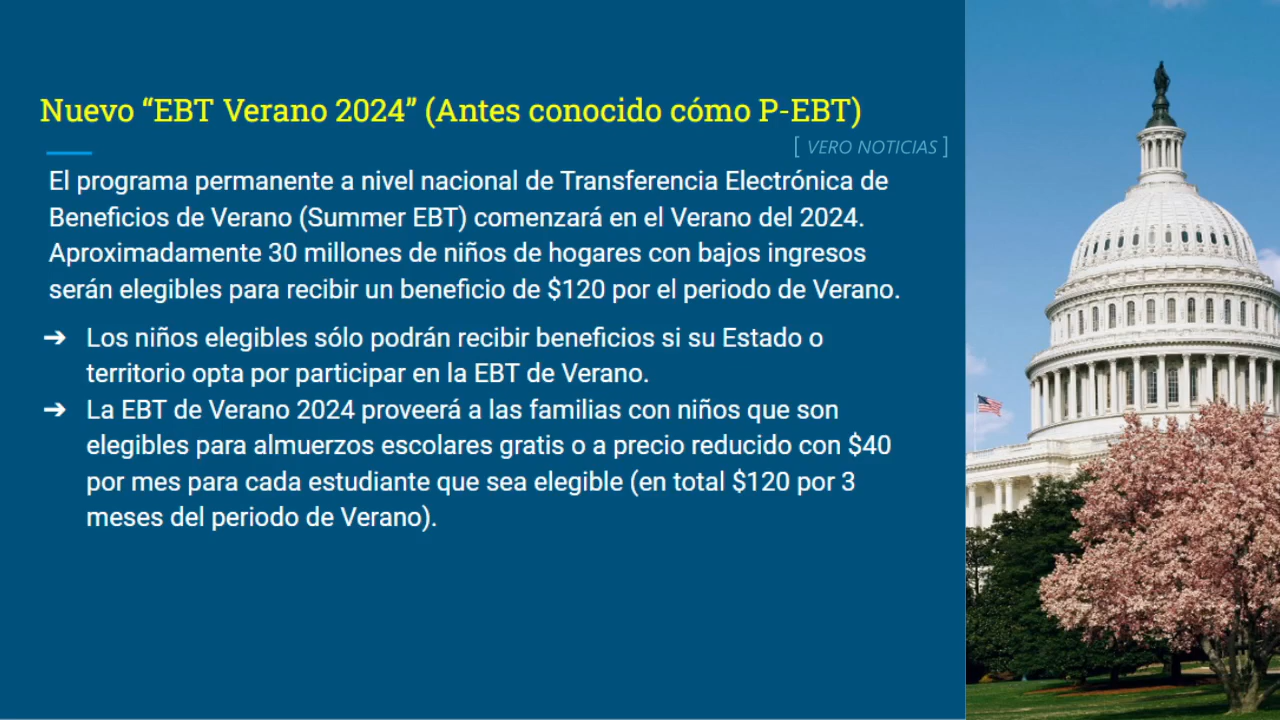 Nuevo “EBT Verano 2024” (Antes conocido cómo P-EBT)
[ VERO NOTICIAS ]
El programa permanente a nivel nacional de Transferencia Electrónica de
Beneficios de Verano (Summer EBT) comenzará en el Verano del 2024.
Aproximadamente 30 millones de niños de hogares con bajos ingresos
serán elegibles para recibir un beneficio de $120 por el periodo de Verano.
➔ Los niños elegibles sólo podrán recibir beneficios si su Estado o
territorio opta por participar en la EBT de Verano.
➔ La EBT de Verano 2024 proveerá a las familias con niños que son
elegibles para almuerzos escolares gratis o a precio reducido con $40
por mes para cada estudiante que sea elegible (en total $120 por 3
meses del periodo de Verano).